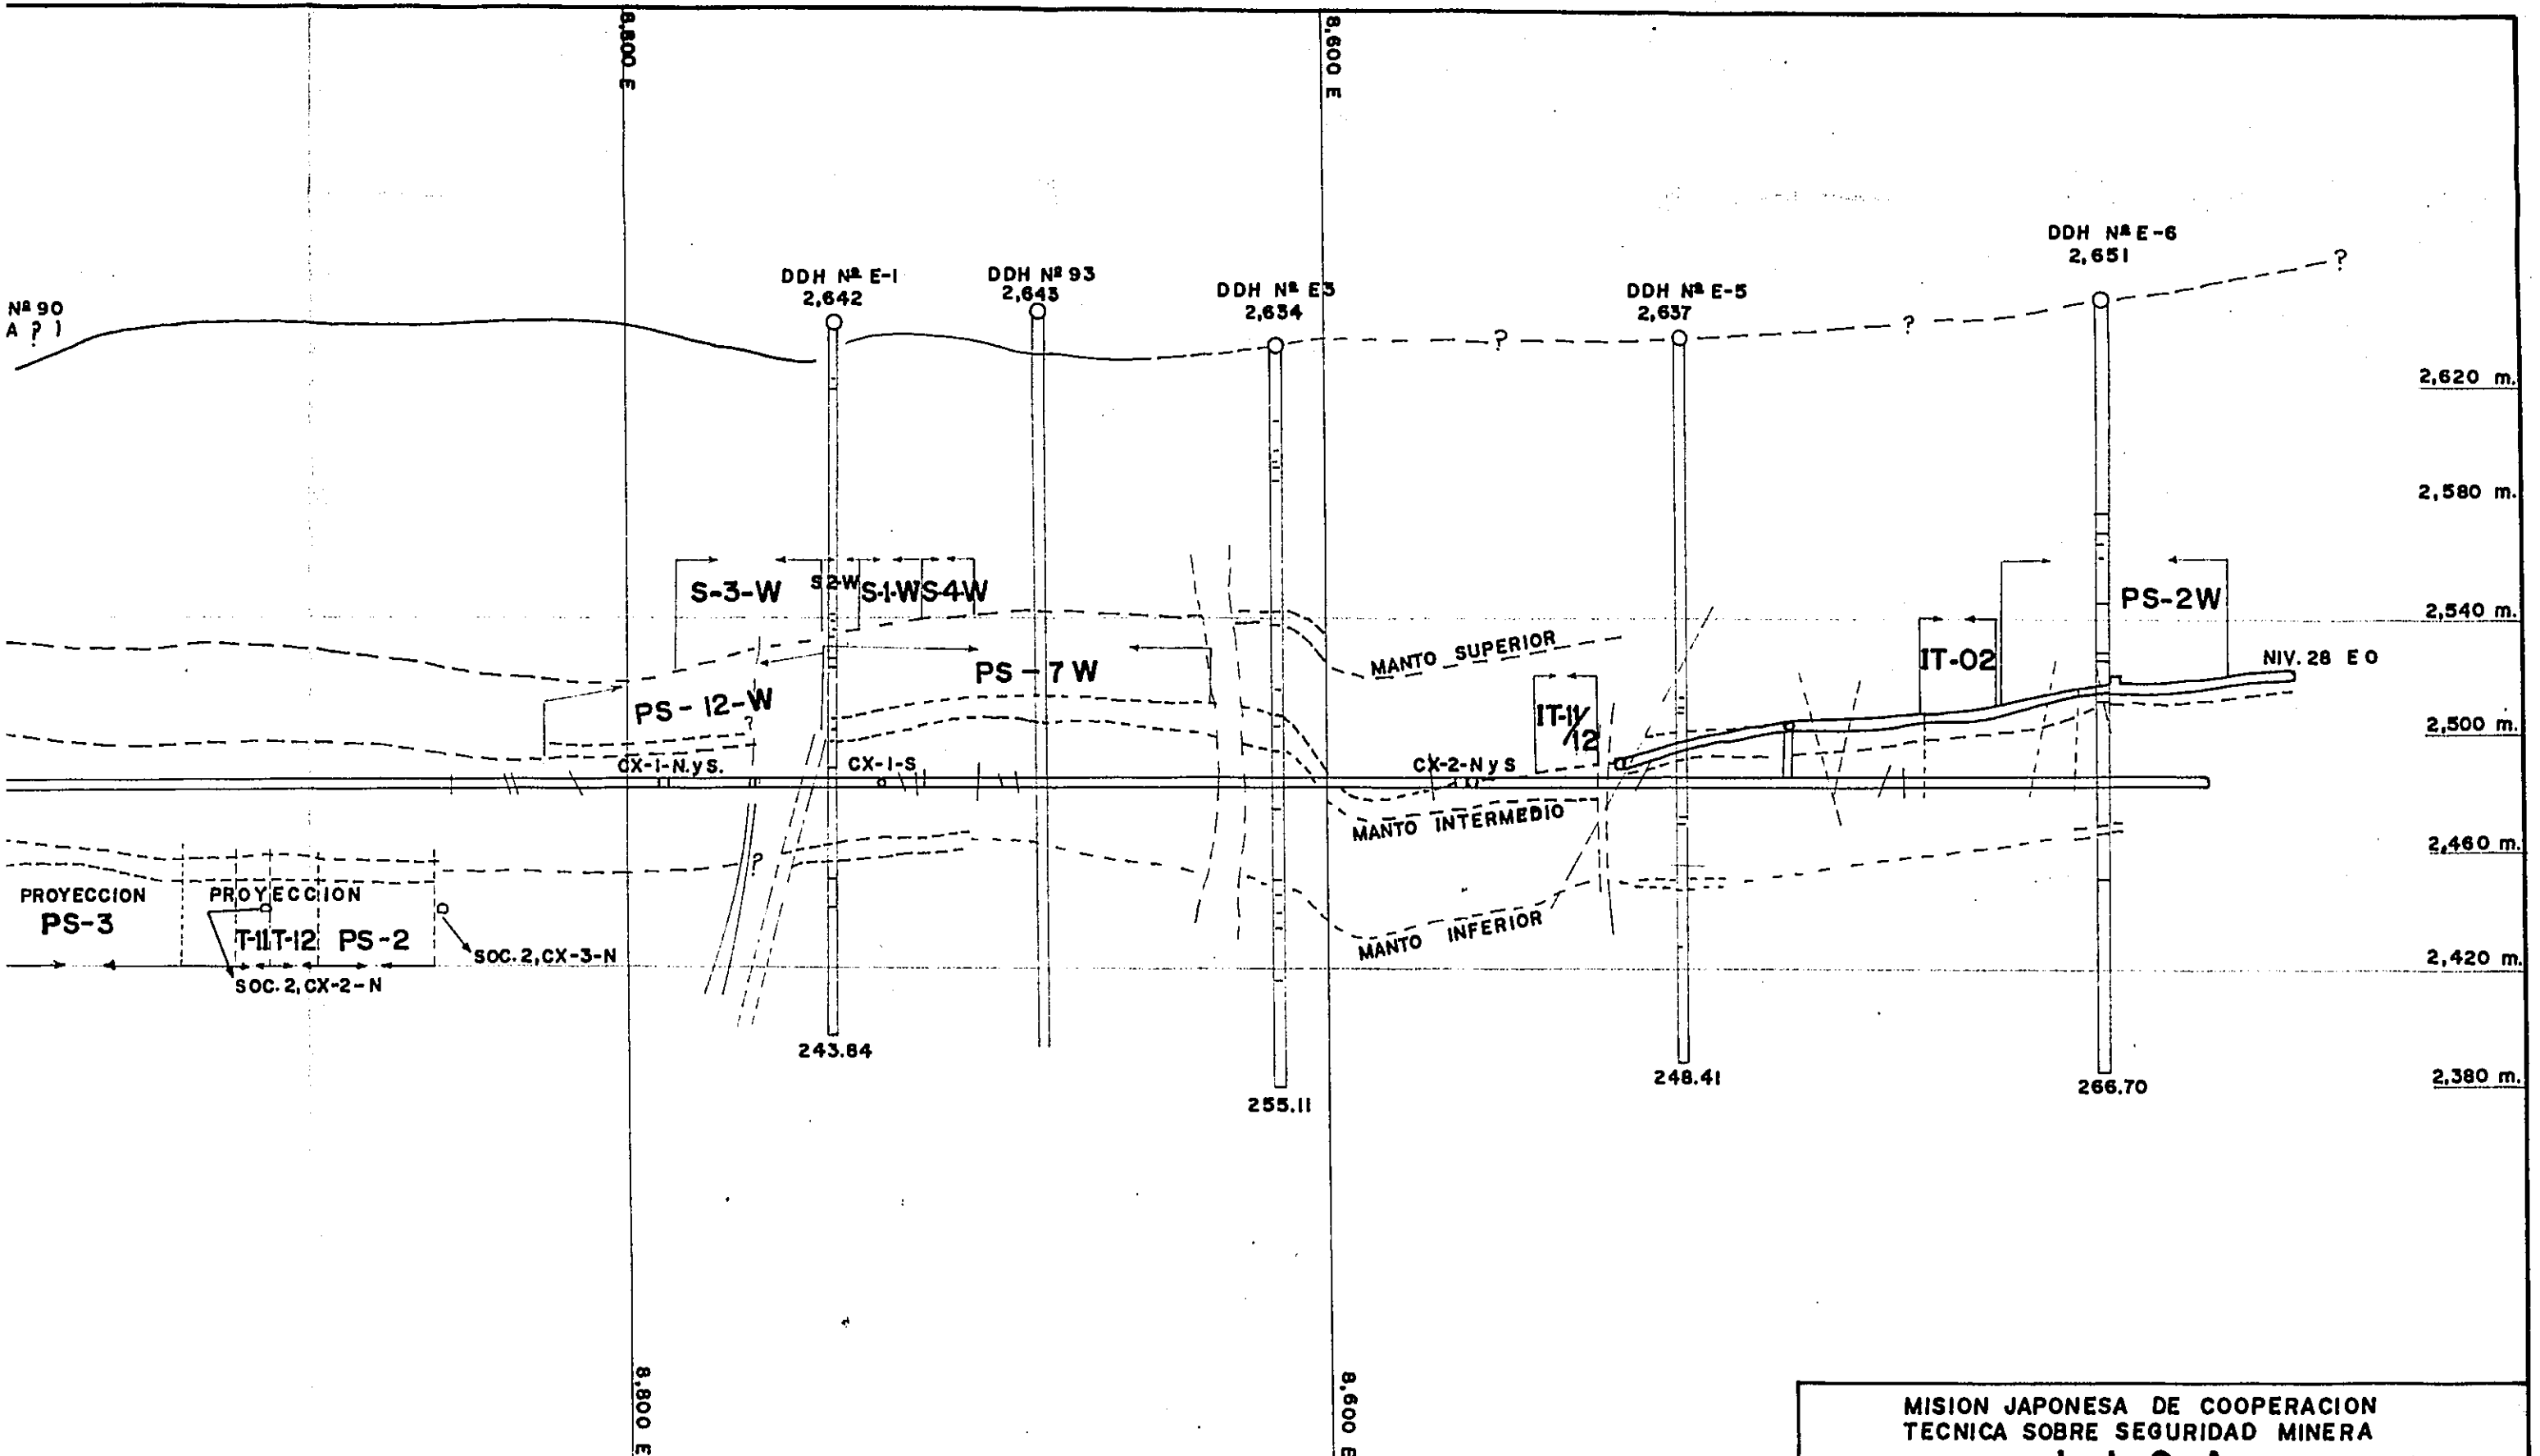 8,800 E
8,600 E
DDH Nº E-6
2,651
?
DDH Nº E-1
2,642
DDH Nº 93
2,643
DDH Nº E3
2,634
DDH Nº E-5
2,637
Nº 90
A ? )
?
?
2,620 m.
2,580 m.
S-3-W
S2-W
S-1-W
S-4-W
PS-2W
2,540 m.
MANTO SUPERIOR
IT-02
NIV. 28 E O
PS-7 W
PS-12-W
?
IT-11/12
2,500 m.
CX-1-N.yS.
CX-1-S
CX-2-N y S
MANTO INTERMEDIO
2,460 m.
?
PROYECCION
PS-3
PROYECCION
T-11
T-12
PS-2
MANTO INFERIOR
SOC. 2, CX-3-N
2,420 m.
SOC. 2, CX-2-N
243.84
248.41
255.11
266.70
2,380 m.
8,800 E
8,600 E
MISION JAPONESA DE COOPERACION
TECNICA SOBRE SEGURIDAD MINERA